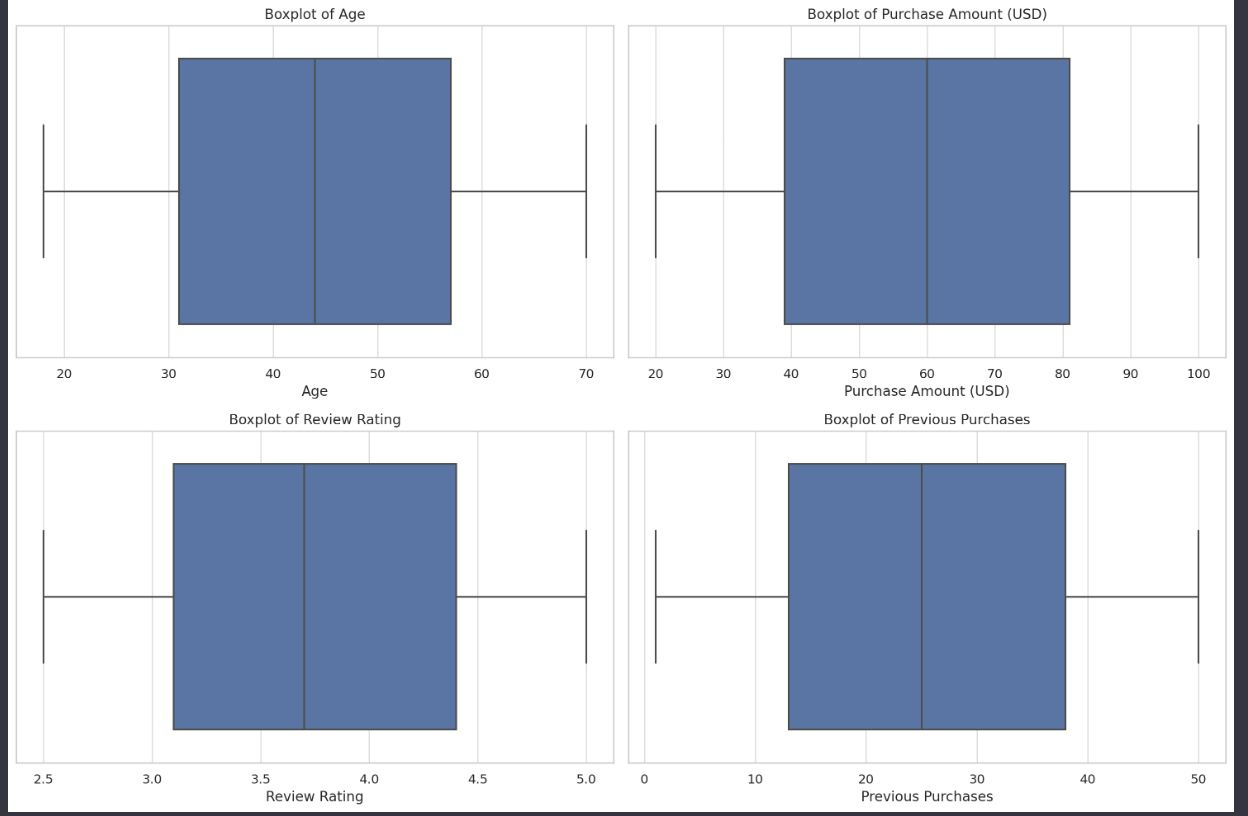 Boxplot of Age
20 30 40 50 60 70
Age
Boxplot of Purchase Amount (USD)
20 30 40 50 60 70 80 90 100
Purchase Amount (USD)
Boxplot of Review Rating
2.5 3.0 3.5 4.0 4.5 5.0
Review Rating
Boxplot of Previous Purchases
0 10 20 30 40 50
Previous Purchases